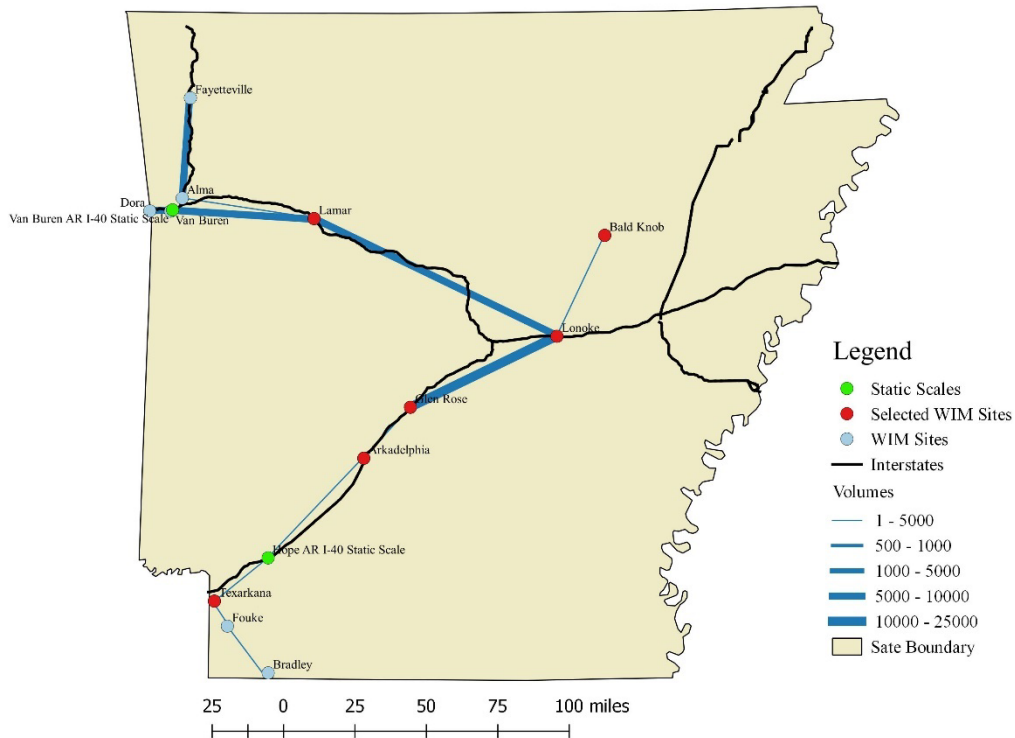 Fayetteville
Alma
Dora
Van Buren AR I-40 Static Scale
Van Buren
Lamar
Bald Knob
Lonoke
Glen Rose
Arkadelphia
Hope AR I-40 Static Scale
Texarkana
Fouke
Bradley
Legend
Static Scales
Selected WIM Sites
WIM Sites
Interstates
Volumes
1 - 5000
500 - 1000
1000 - 5000
5000 - 10000
10000 - 25000
Sate Boundary
25 0 25 50 75 100 miles